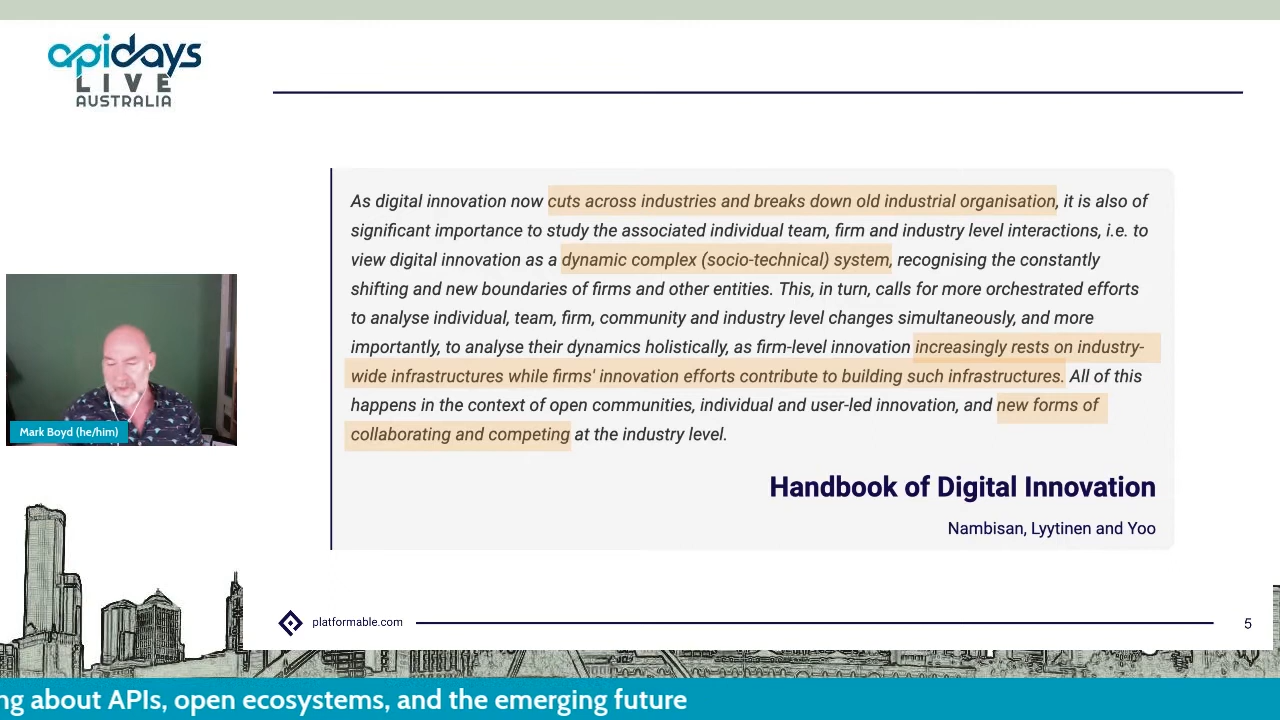 apidays
LIVE
AUSTRALIA
As digital innovation now cuts across industries and breaks down old industrial organisation, it is also of
significant importance to study the associated individual team, firm and industry level interactions, i.e. to
view digital innovation as a dynamic complex (socio-technical) system, recognising the constantly
shifting and new boundaries of firms and other entities. This, in turn, calls for more orchestrated efforts
to analyse individual, team, firm, community and industry level changes simultaneously, and more
importantly, to analyse their dynamics holistically, as firm-level innovation increasingly rests on industry-
wide infrastructures while firms' innovation efforts contribute to building such infrastructures. All of this
happens in the context of open communities, individual and user-led innovation, and new forms of
collaborating and competing at the industry level.
Handbook of Digital Innovation
Nambisan, Lyytinen and Yoo
Mark Boyd (he/him)
platformable.com
5
ng about APIs, open ecosystems, and the emerging future